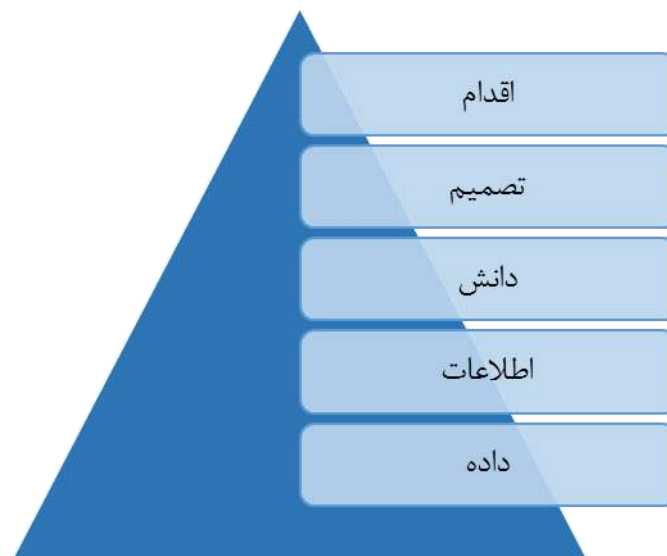 اقدام
تصمیم
دانش
اطلاعات
داده